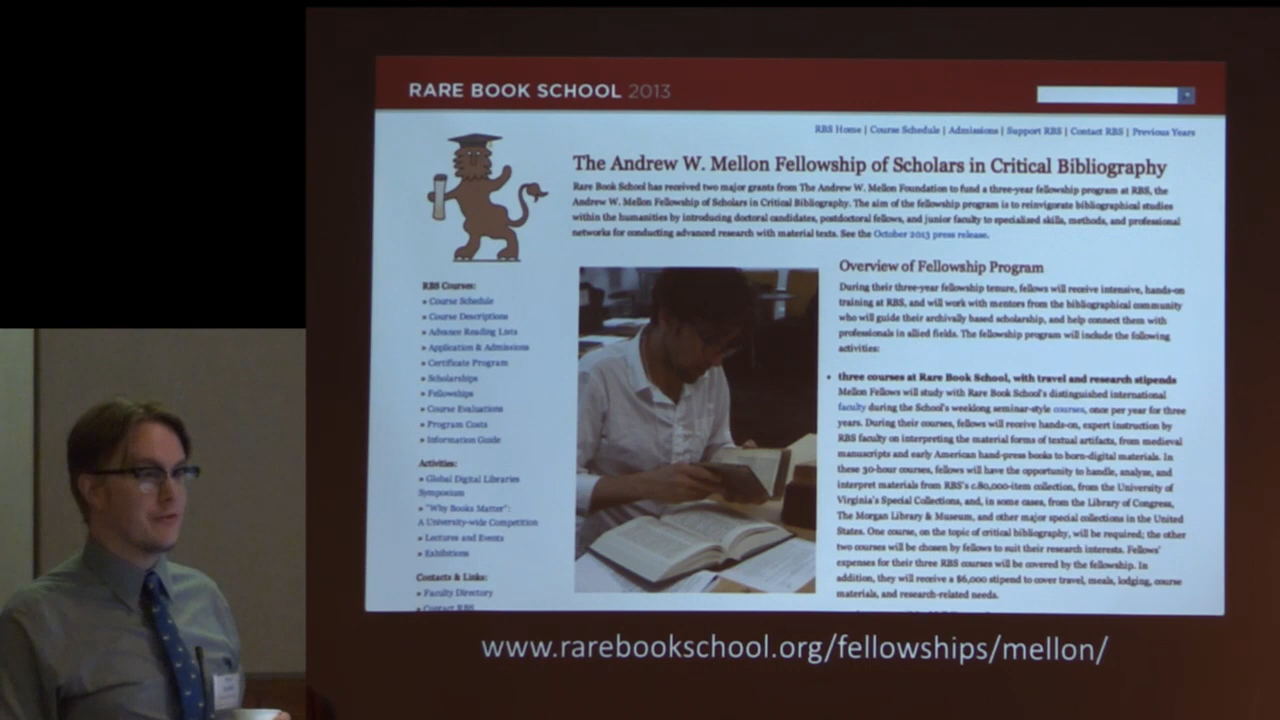 RARE BOOK SCHOOL 2013
RBS Home | Course Schedule | Admissions | Support RBS | Contact RBS | Previous Years
The Andrew W. Mellon Fellowship of Scholars in Critical Bibliography
Rare Book School has received two major grants from The Andrew W. Mellon Foundation to fund a three-year fellowship program at RBS, the
Andrew W. Mellon Fellowship of Scholars in Critical Bibliography. The aim of the fellowship program is to reinvigorate bibliographical studies
within the humanities by introducing doctoral candidates, postdoctoral fellows, and junior faculty to specialized skills, methods, and professional
networks for conducting advanced research with material texts. See the October 2013 press release.
RBS Courses:
» Course Schedule
» Course Descriptions
» Advance Reading Lists
» Application & Admissions
» Certificate Program
» Scholarships
» Fellowships
» Course Evaluations
» Program Costs
» Information Guide
Activities:
» Global Digital Libraries
Symposium
» "Why Books Matter":
A University-wide Competition
» Lectures and Events
» Exhibitions
Contacts & Links:
» Faculty Directory
» Contact RBS
Overview of Fellowship Program
During their three-year fellowship tenure, fellows will receive intensive, hands-on
training at RBS, and will work with mentors from the bibliographical community
who will guide their archivally based scholarship, and help connect them with
professionals in allied fields. The fellowship program will include the following
activities:
• three courses at Rare Book School, with travel and research stipends
Mellon Fellows will study with Rare Book School's distinguished international
faculty during the School's weeklong seminar-style courses, once per year for three
years. During their courses, fellows will receive hands-on, expert instruction by
RBS faculty on interpreting the material forms of textual artifacts, from medieval
manuscripts and early American hand-press books to born-digital materials. In
these 30-hour courses, fellows will have the opportunity to handle, analyze, and
interpret materials from RBS's c.80,000-item collection, from the University of
Virginia's Special Collections, and, in some cases, from the Library of Congress,
The Morgan Library & Museum, and other major special collections in the United
States. One course, on the topic of critical bibliography, will be required; the other
two courses will be chosen by fellows to suit their research interests. Fellows'
expenses for their three RBS courses will be covered by the fellowship. In
addition, they will receive a $6,000 stipend to cover travel, meals, lodging, course
materials, and research-related needs.
www.rarebookschool.org/fellowships/mellon/